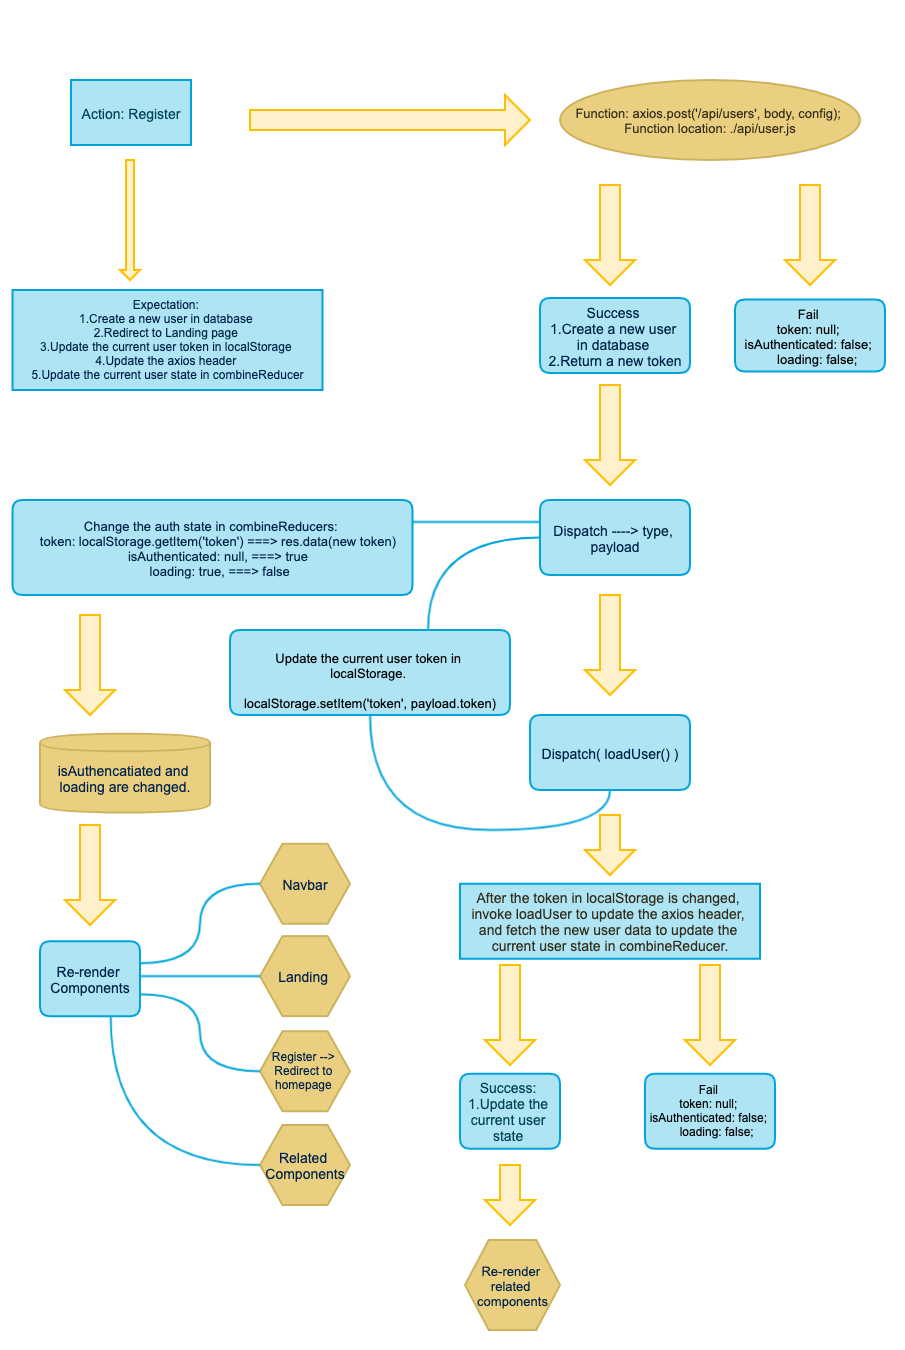 Action: Register
Function: axios.post('/api/users', body, config);
Function location: ./api/user.js
Expectation:
1.Create a new user in database
2.Redirect to Landing page
3.Update the current user token in localStorage
4.Update the axios header
5.Update the current user state in combineReducer
Success
1.Create a new user
in database
2.Return a new token
Fail
token: null;
isAuthenticated: false;
loading: false;
Change the auth state in combineReducers:
token: localStorage.getItem('token') ===> res.data(new token)
isAuthenticated: null, ===> true
loading: true, ===> false
Dispatch ----> type,
payload
Update the current user token in
localStorage.
localStorage.setItem('token', payload.token)
Dispatch( loadUser() )
isAuthencatiated and
loading are changed.
After the token in localStorage is changed,
invoke loadUser to update the axios header,
and fetch the new user data to update the
current user state in combineReducer.
Re-render
Components
Navbar
Landing
Register -->
Redirect to
homepage
Related
Components
Success:
1.Update the
current user
state
Fail
token: null;
isAuthenticated: false;
loading: false;
Re-render
related
components